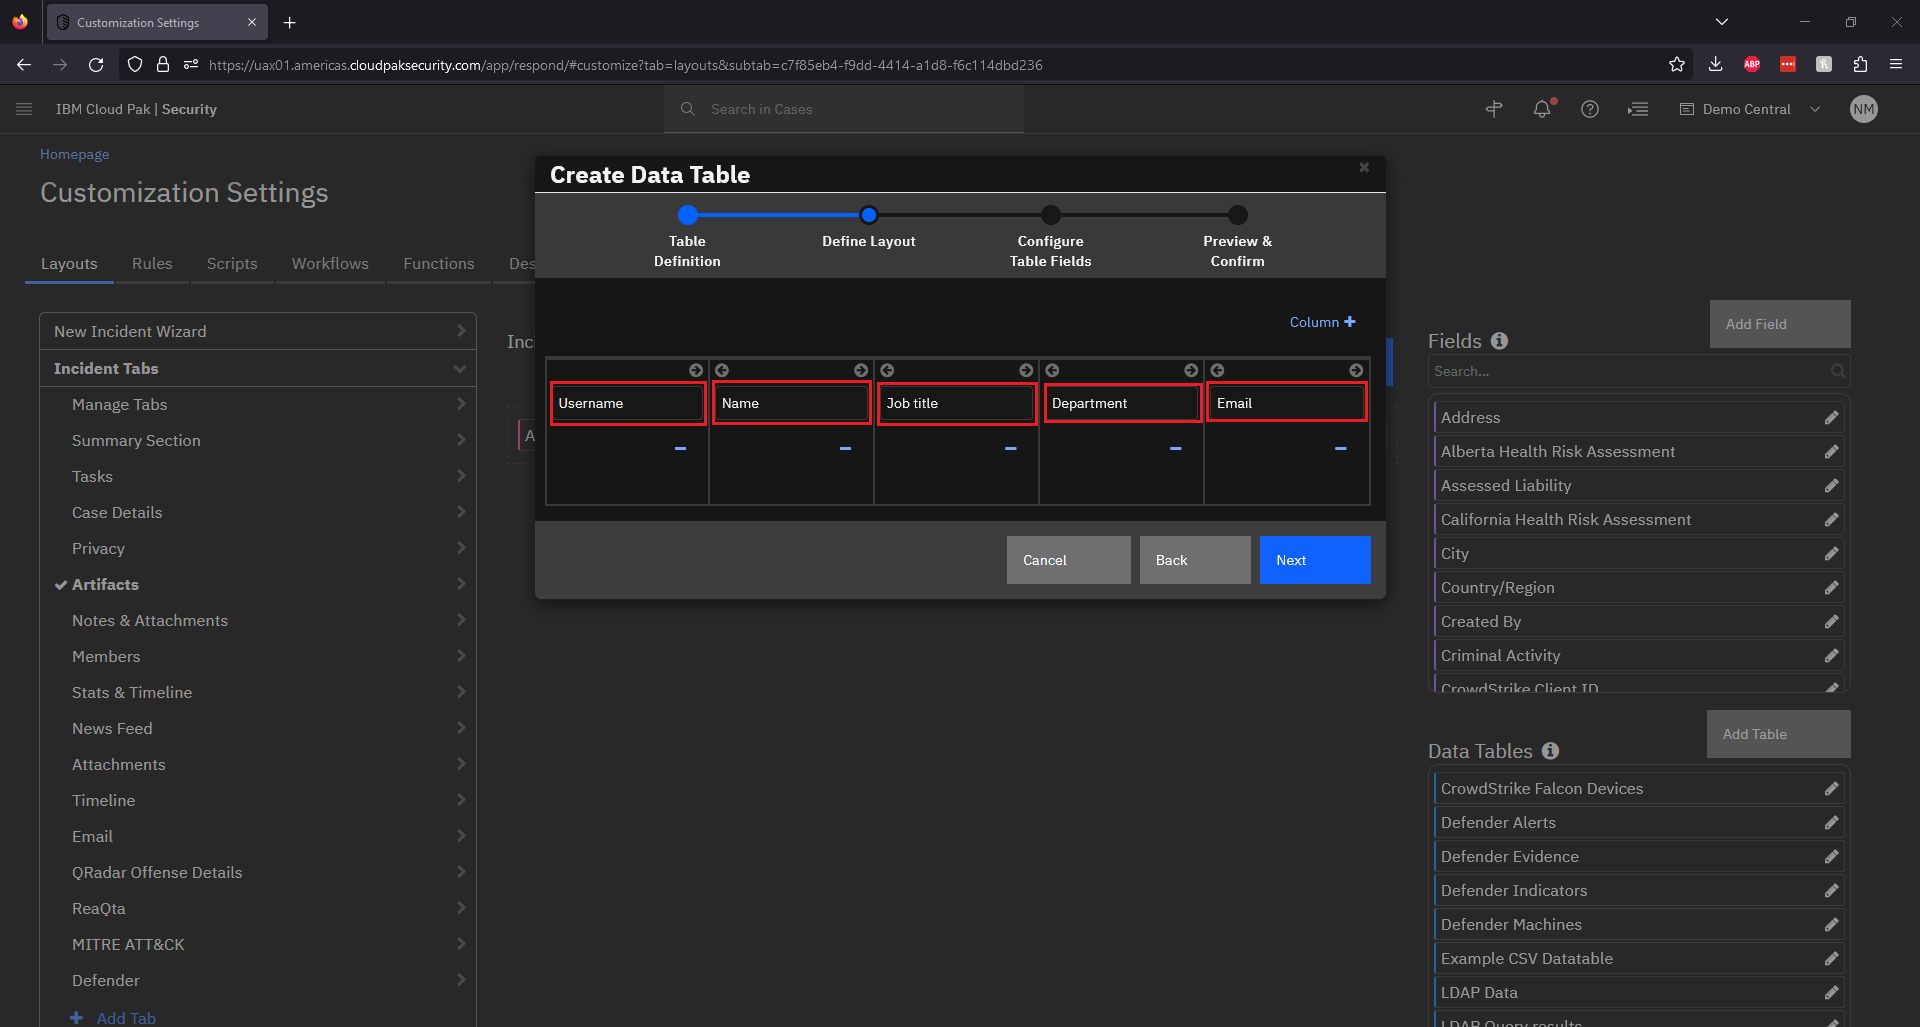 Customization Settings
https://uax01.americas.cloudpaksecurity.com/app/respond/#customize?tab=layouts&subtab=c7f85eb4-f9dd-4414-a1d8-f6c114dbd236
ABP
IBM Cloud Pak | Security
Search in Cases
Demo Central
NM
Homepage
Customization Settings
Layouts Rules Scripts Workflows Functions Des
New Incident Wizard
Incident Tabs
Manage Tabs
Summary Section
Tasks
Case Details
Privacy
Artifacts
Notes & Attachments
Members
Stats & Timeline
News Feed
Attachments
Timeline
Email
QRadar Offense Details
ReaQta
MITRE ATT&CK
Defender
Add Tab
Inc
A
Create Data Table
Table Definition
Define Layout
Configure Table Fields
Preview & Confirm
Column
Username
Name
Job title
Department
Email
Cancel
Back
Next
Fields
Add Field
Search...
Address
Alberta Health Risk Assessment
Assessed Liability
California Health Risk Assessment
City
Country/Region
Created By
Criminal Activity
CrowdStrike Client ID
Data Tables
Add Table
CrowdStrike Falcon Devices
Defender Alerts
Defender Evidence
Defender Indicators
Defender Machines
Example CSV Datatable
LDAP Data
LDAP Query results